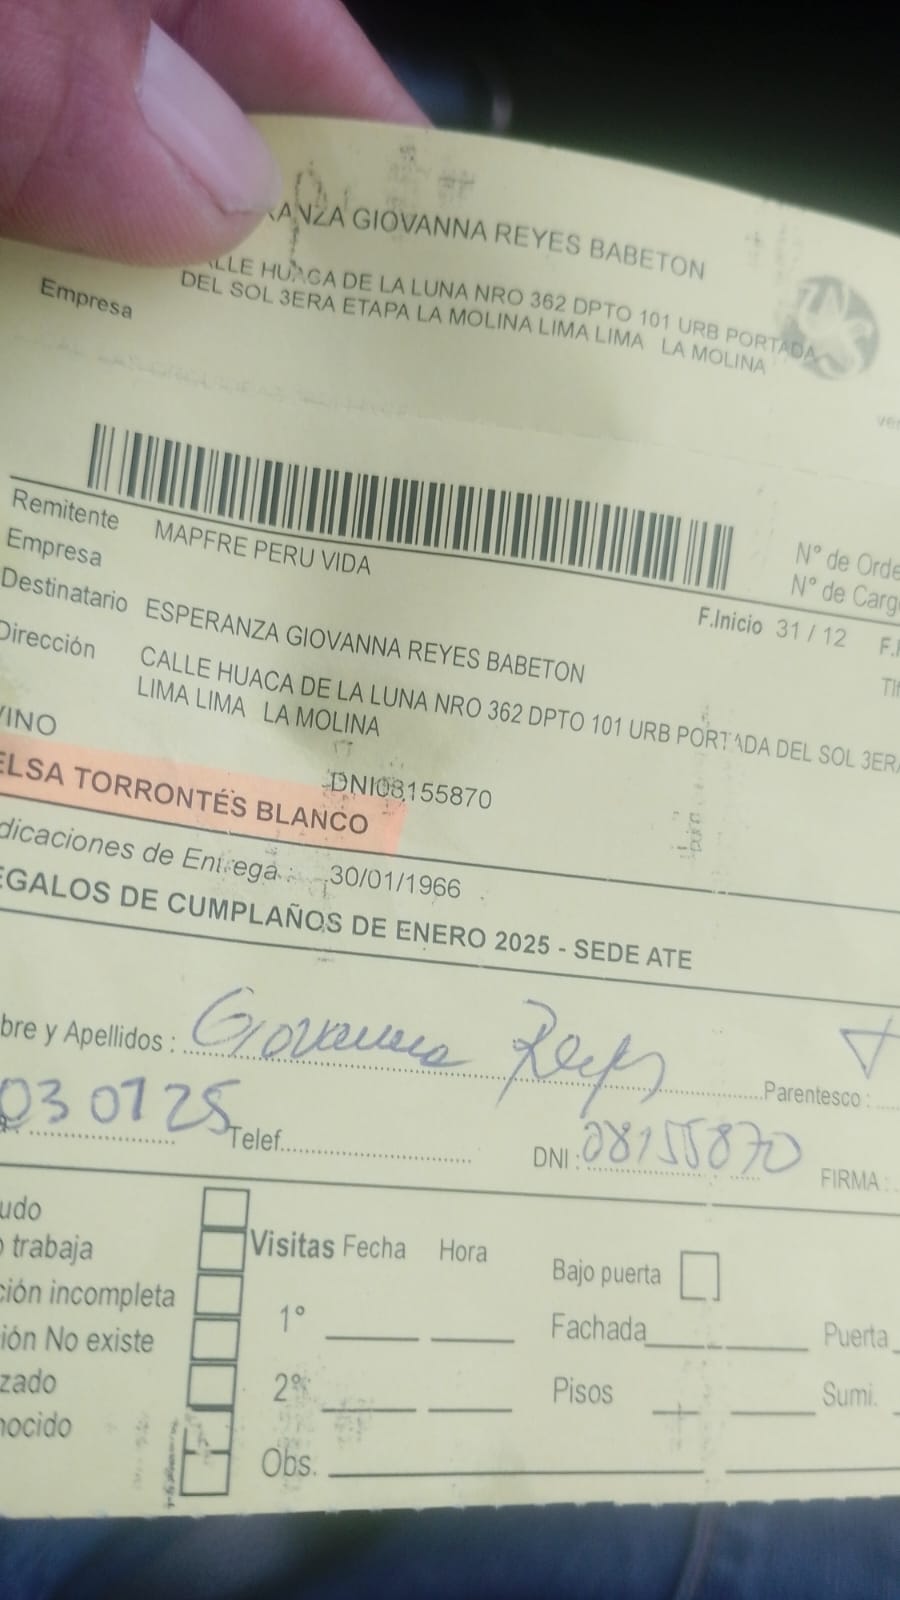 RANZA GIOVANNA REYES BABETON
ALLE HUACA DE LA LUNA NRO 362 DPTO 101 URB PORTADA
DEL SOL 3ERA ETAPA LA MOLINA LIMA LIMA LA MOLINA
Empresa
Remitente MAPFRE PERU VIDA
Nº de Orde
Empresa
Nº de Carg
F.Inicio 31 / 12
Destinatario ESPERANZA GIOVANNA REYES BABETON
Dirección CALLE HUACA DE LA LUNA NRO 362 DPTO 101 URB PORTADA DEL SOL 3ERA
LIMA LIMA LA MOLINA
VINO
DNI08155870
ELSA TORRONTÉS BLANCO
dicaciones de Entrega : 30/01/1966
EGALOS DE CUMPLAÑOS DE ENERO 2025 - SEDE ATE
bre y Apellidos : Giovanna Reyes Parentesco :
030125 Telef. DNI : 08155870 FIRMA :
udo
o trabaja Visitas Fecha Hora Bajo puerta
ción incompleta 1° Fachada Puerta
ión No existe
zado 2° Pisos Sumi.
nocido
Obs.